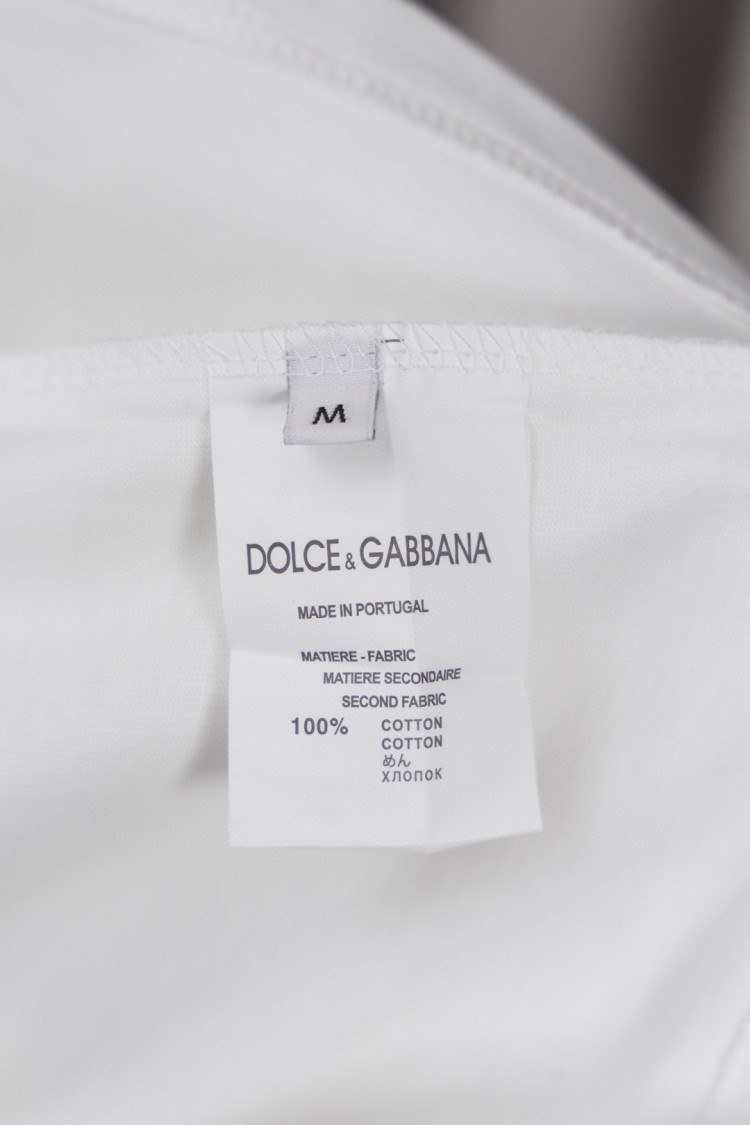 M
DOLCE & GABBANA
MADE IN PORTUGAL
MATIERE - FABRIC
MATIERE SECONDAIRE
SECOND FABRIC
100% COTTON
COTTON
めん
хлопок